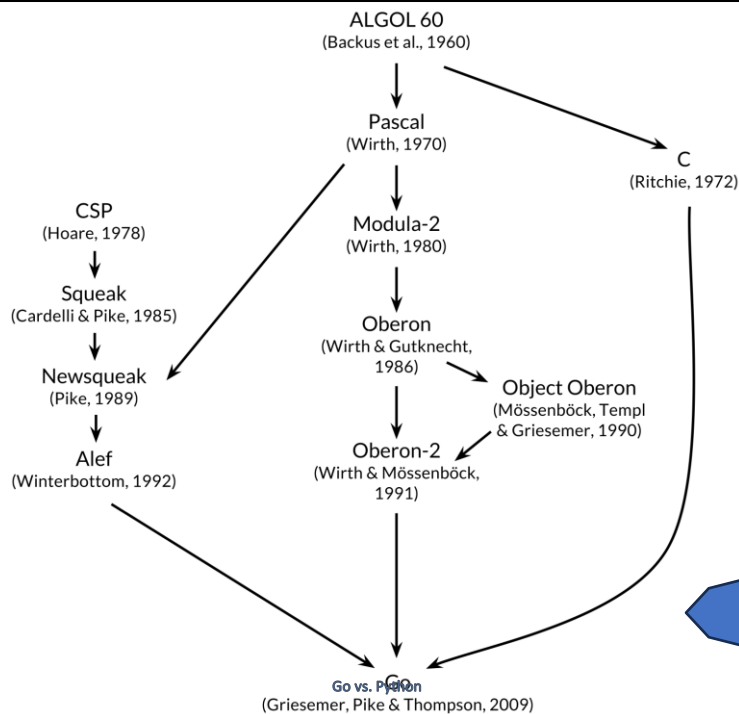 ALGOL 60
(Backus et al., 1960)
Pascal
(Wirth, 1970)
C
(Ritchie, 1972)
CSP
(Hoare, 1978)
Modula-2
(Wirth, 1980)
Squeak
(Cardelli & Pike, 1985)
Oberon
(Wirth & Gutknecht,
1986)
Newsqueak
(Pike, 1989)
Object Oberon
(Mössenböck, Templ
& Griesemer, 1990)
Alef
(Winterbottom, 1992)
Oberon-2
(Wirth & Mössenböck,
1991)
Go
Go vs. Python
(Griesemer, Pike & Thompson, 2009)